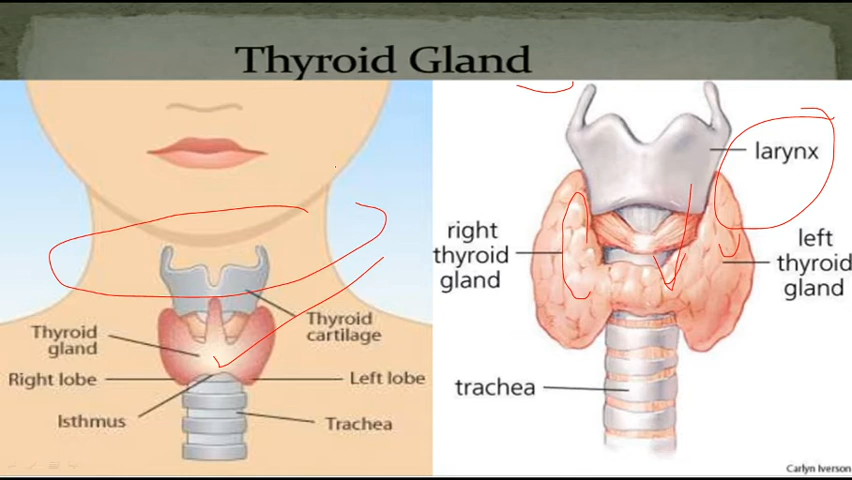 Thyroid Gland
Thyroid
gland
Right lobe
Isthmus
Thyroid
cartilage
Left lobe
Trachea
larynx
right
thyroid
gland
left
thyroid
gland
trachea
Carlyn Iverson